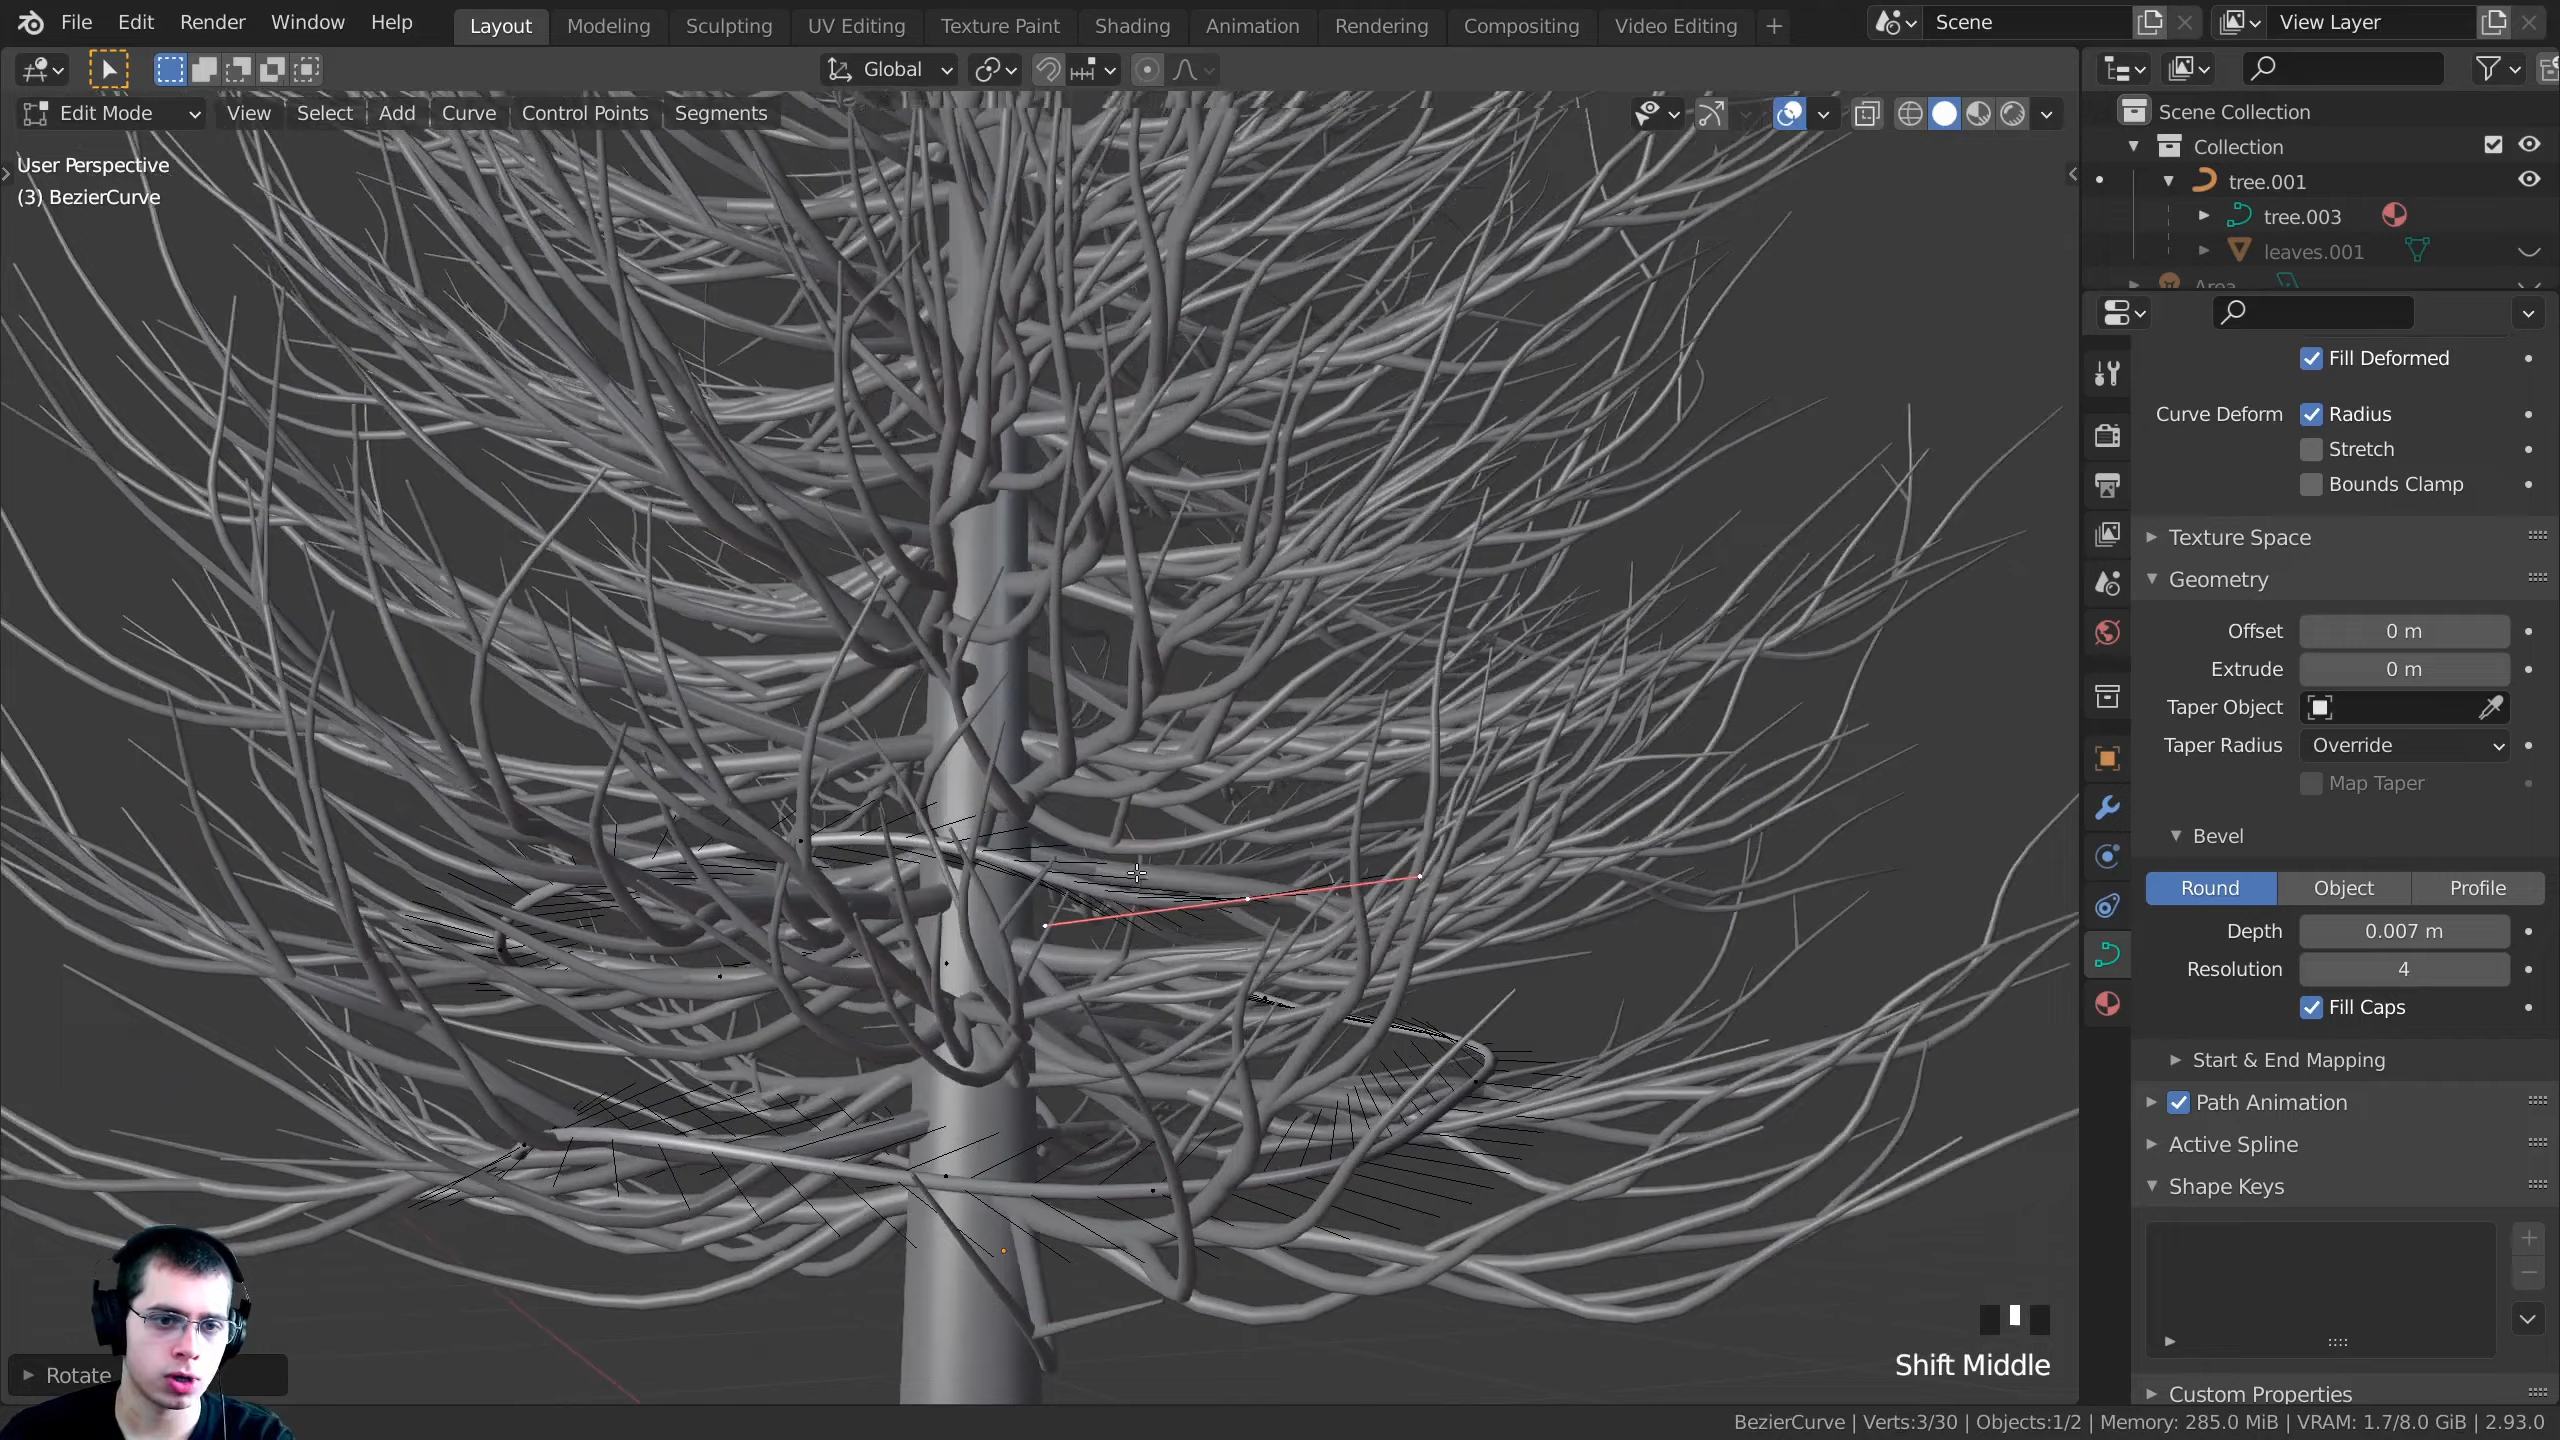 File Edit Render Window Help Layout Modeling Sculpting UV Editing Texture Paint Shading Animation Rendering Compositing Video Editing + Scene View Layer
Global
Edit Mode View Select Add Curve Control Points Segments
User Perspective
(3) BezierCurve
Scene Collection
Collection
tree.001
tree.003
leaves.001
Area
Fill Deformed
Curve Deform Radius
Stretch
Bounds Clamp
Texture Space
Geometry
Offset 0 m
Extrude 0 m
Taper Object
Taper Radius Override
Map Taper
Bevel
Round Object Profile
Depth 0.007 m
Resolution 4
Fill Caps
Start & End Mapping
Path Animation
Active Spline
Shape Keys
Custom Properties
Shift Middle
Rotate
BezierCurve | Verts:3/30 | Objects:1/2 | Memory: 285.0 MiB | VRAM: 1.7/8.0 GiB | 2.93.0